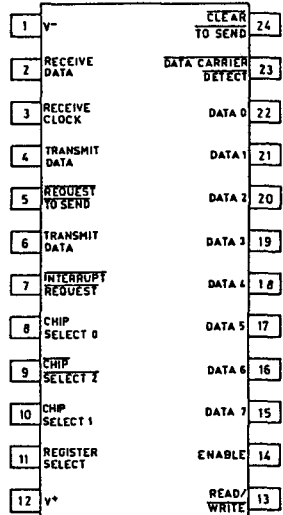 1 V-
2 RECEIVE
DATA
3 RECEIVE
CLOCK
4 TRANSMIT
DATA
5 REQUEST
TO SEND
6 TRANSMIT
DATA
7 INTERRUPT
REQUEST
8 CHIP
SELECT 0
9 CHIP
SELECT 2
10 CHIP
SELECT 1
11 REGISTER
SELECT
12 V+
CLEAR
TO SEND 24
DATA CARRIER
DETECT 23
DATA 0 22
DATA 1 21
DATA 2 20
DATA 3 19
DATA 4 18
DATA 5 17
DATA 6 16
DATA 7 15
ENABLE 14
READ/
WRITE 13